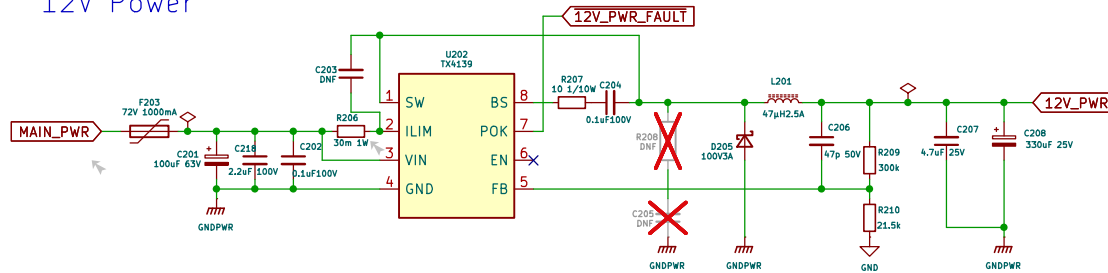 12V Power
12V_PWR_FAULT
U202
TX4139
C203
DNF
R207
10 1/10W
C204
0.1uF100V
L201
47µH2.5A
1
SW
BS
8
F203
72V 1000mA
R206
30m 1W
MAIN_PWR
2
ILIM
POK
7
12V_PWR
R208
DNF
D205
100V3A
C206
47p 50V
C207
4.7uF 25V
C208
330uF 25V
C201
100uF 63V
C218
2.2uF 100V
C202
0.1uF100V
3
VIN
EN
6
R209
300k
4
GND
FB
5
C205
DNF
R210
21.5k
GNDPWR
GNDPWR
GNDPWR
GND
GNDPWR